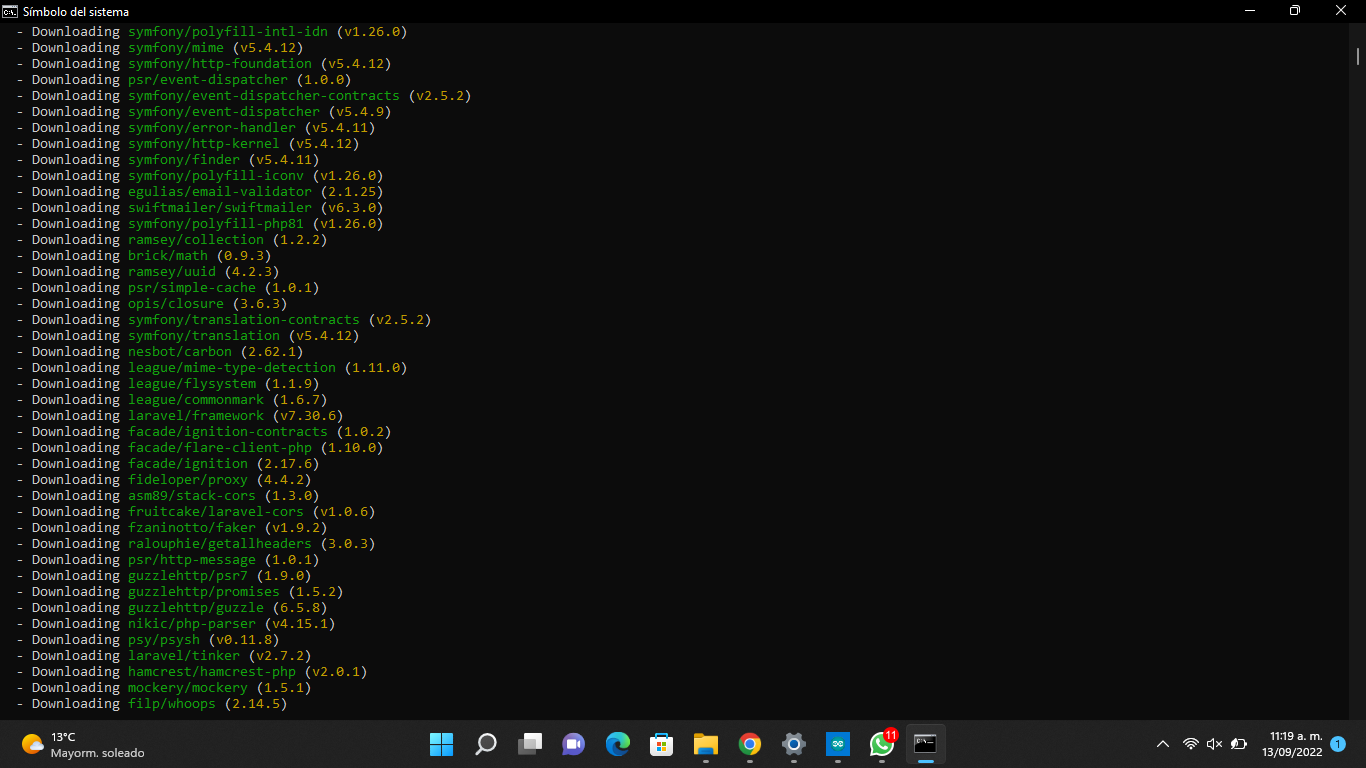 Símbolo del sistema
- Downloading symfony/polyfill-intl-idn (v1.26.0)
- Downloading symfony/mime (v5.4.12)
- Downloading symfony/http-foundation (v5.4.12)
- Downloading psr/event-dispatcher (1.0.0)
- Downloading symfony/event-dispatcher-contracts (v2.5.2)
- Downloading symfony/event-dispatcher (v5.4.9)
- Downloading symfony/error-handler (v5.4.11)
- Downloading symfony/http-kernel (v5.4.12)
- Downloading symfony/finder (v5.4.11)
- Downloading symfony/polyfill-iconv (v1.26.0)
- Downloading egulias/email-validator (2.1.25)
- Downloading swiftmailer/swiftmailer (v6.3.0)
- Downloading symfony/polyfill-php81 (v1.26.0)
- Downloading ramsey/collection (1.2.2)
- Downloading brick/math (0.9.3)
- Downloading ramsey/uuid (4.2.3)
- Downloading psr/simple-cache (1.0.1)
- Downloading opis/closure (3.6.3)
- Downloading symfony/translation-contracts (v2.5.2)
- Downloading symfony/translation (v5.4.12)
- Downloading nesbot/carbon (2.62.1)
- Downloading league/mime-type-detection (1.11.0)
- Downloading league/flysystem (1.1.9)
- Downloading league/commonmark (1.6.7)
- Downloading laravel/framework (v7.30.6)
- Downloading facade/ignition-contracts (1.0.2)
- Downloading facade/flare-client-php (1.10.0)
- Downloading facade/ignition (2.17.6)
- Downloading fideloper/proxy (4.4.2)
- Downloading asm89/stack-cors (1.3.0)
- Downloading fruitcake/laravel-cors (v1.0.6)
- Downloading fzaninotto/faker (v1.9.2)
- Downloading ralouphie/getallheaders (3.0.3)
- Downloading psr/http-message (1.0.1)
- Downloading guzzlehttp/psr7 (1.9.0)
- Downloading guzzlehttp/promises (1.5.2)
- Downloading guzzlehttp/guzzle (6.5.8)
- Downloading nikic/php-parser (v4.15.1)
- Downloading psy/psysh (v0.11.8)
- Downloading laravel/tinker (v2.7.2)
- Downloading hamcrest/hamcrest-php (v2.0.1)
- Downloading mockery/mockery (1.5.1)
- Downloading filp/whoops (2.14.5)
13°C
Mayorm. soleado
11
11:19 a. m.
13/09/2022
1